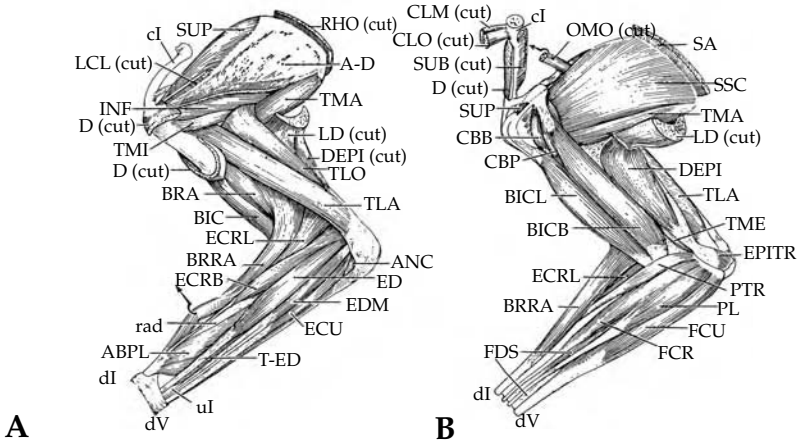 cI
SUP
RHO (cut)
LCL (cut)
A-D
INF
TMA
D (cut)
LD (cut)
TMI
DEPI (cut)
D (cut)
TLO
BRA
TLA
BIC
ECRL
BRRA
ANC
ECRB
ED
EDM
rad
ECU
ABPL
T-ED
dI
uI
dV
A
CLM (cut)
cI
CLO (cut)
OMO (cut)
SA
SUB (cut)
D (cut)
SSC
SUP
TMA
CBB
LD (cut)
CBP
DEPI
BICL
TLA
BICB
TME
EPITR
ECRL
PTR
BRRA
PL
FCU
FDS
FCR
dI
dV
B